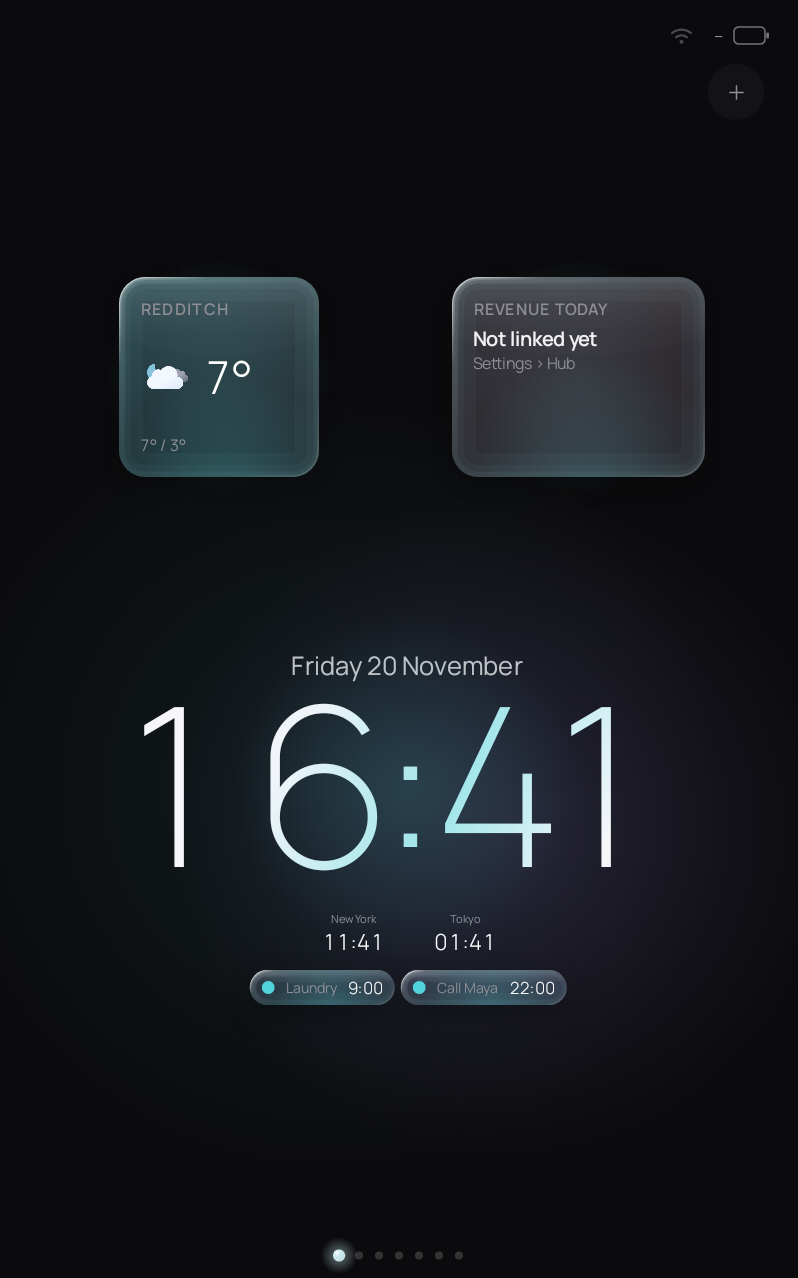 –
+
REDDITCH
7°
7° / 3°
REVENUE TODAY
Not linked yet
Settings › Hub
Friday 20 November
16:41
New York
11:41
Tokyo
01:41
Laundry 9:00
Call Maya 22:00